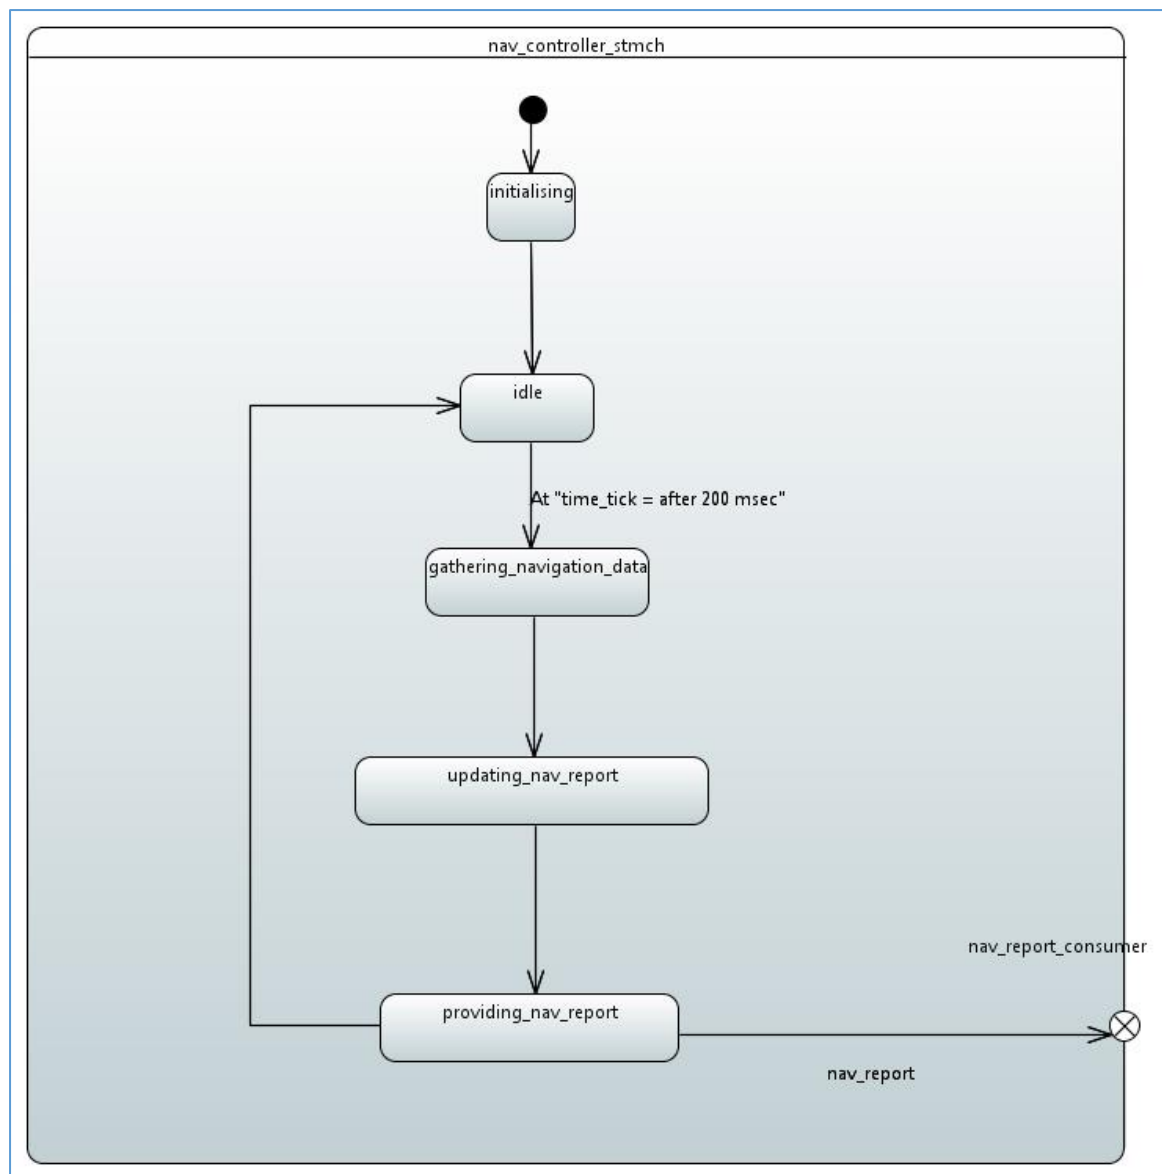 nav_controller_stmch
initialising
idle
At "time_tick = after 200 msec"
gathering_navigation_data
updating_nav_report
nav_report_consumer
providing_nav_report
nav_report